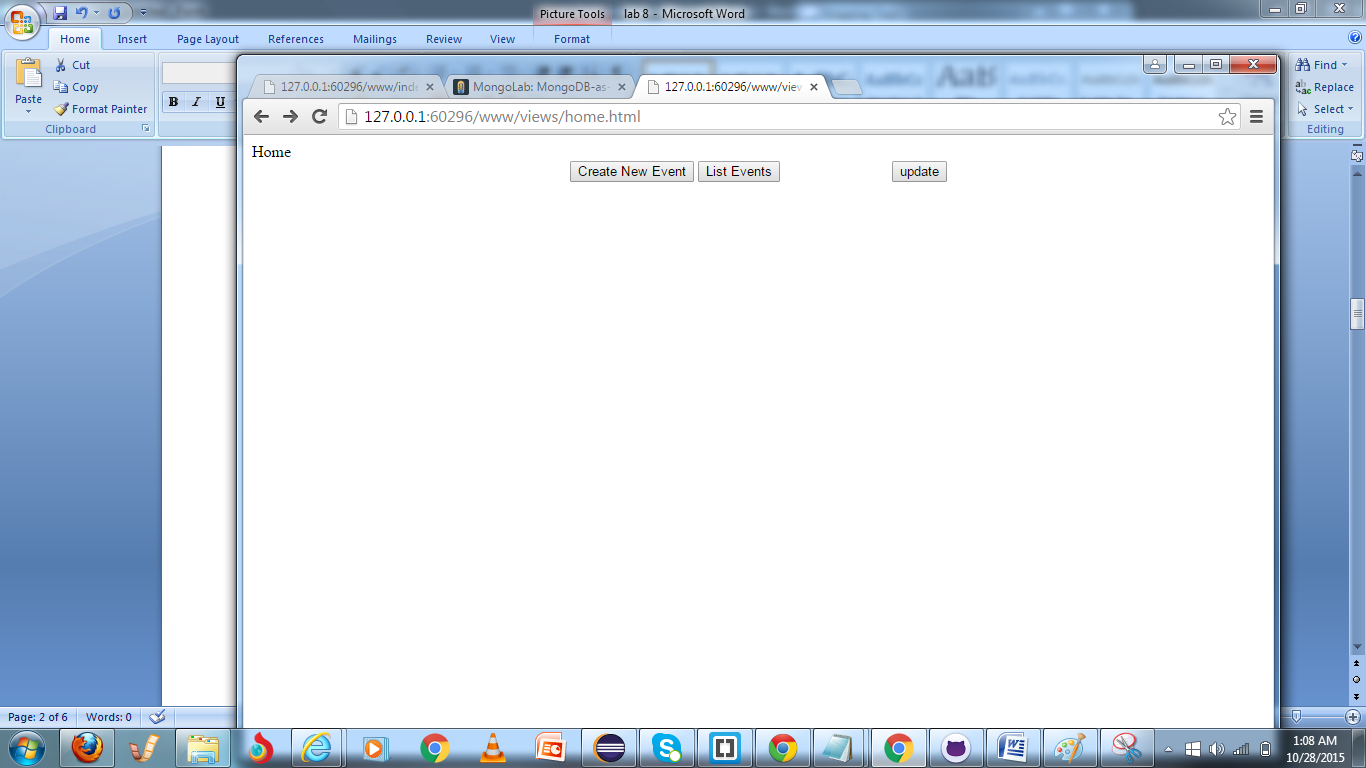 Picture Tools lab 8 - Microsoft Word
Home Insert Page Layout References Mailings Review View Format
Paste
Cut
Copy
Format Painter
Clipboard
B I U
Find
Replace
Select
Editing
127.0.0.1:60296/www/ind MongoLab: MongoDB-as- 127.0.0.1:60296/www/view
127.0.0.1:60296/www/views/home.html
Home
Create New Event List Events update
Page: 2 of 6 Words: 0
1:08 AM
10/28/2015